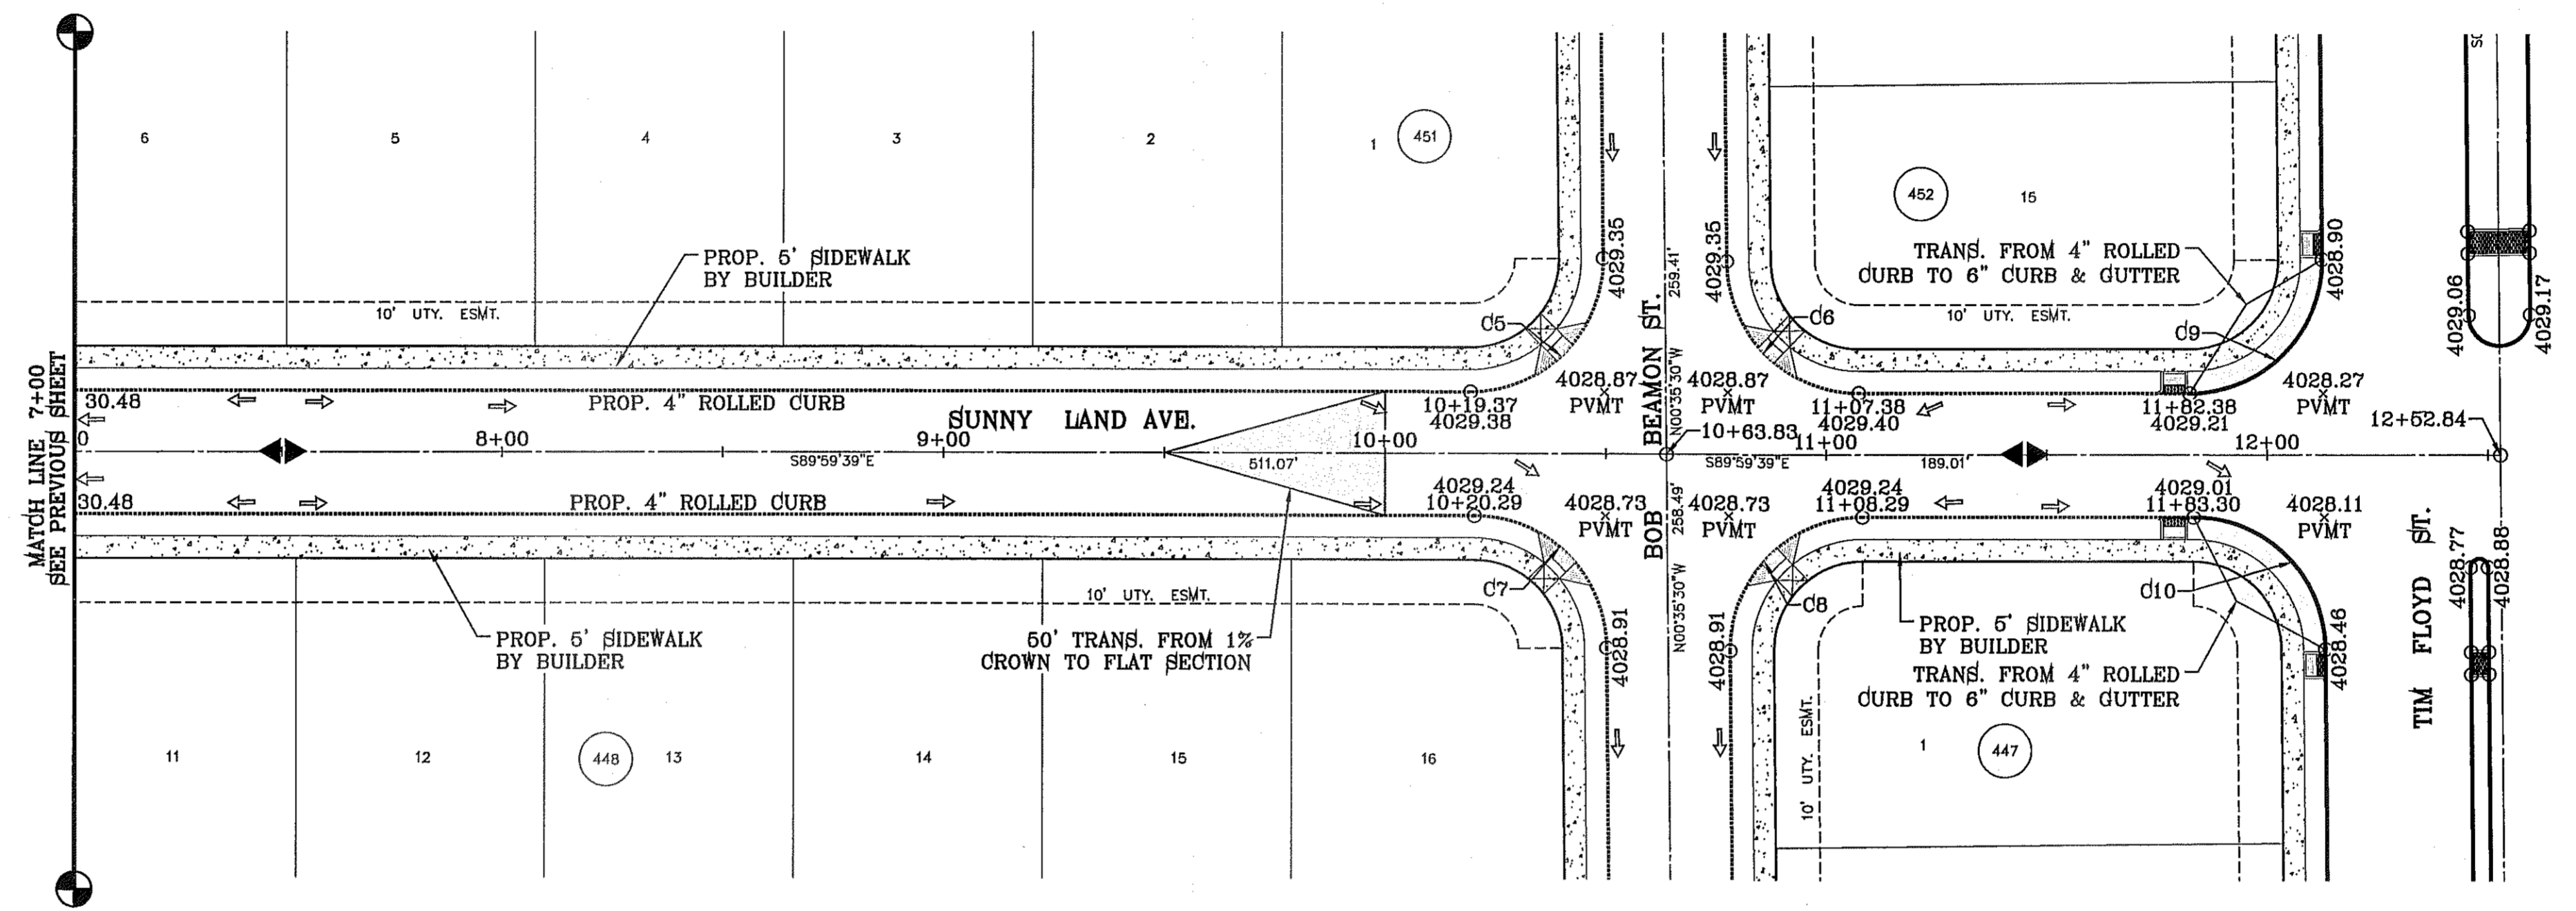 6
5
4
3
2
1
451
452
15
SC
4029.35
4029.35
259.41'
4028.90
4029.06
4029.17
PROP. 5' SIDEWALK
BY BUILDER
TRANS. FROM 4" ROLLED
CURB TO 6" CURB & GUTTER
10' UTY. ESMT.
10' UTY. ESMT.
C5
C6
C9
MATCH LINE 7+00
SEE PREVIOUS SHEET
30.48
PROP. 4" ROLLED CURB
SUNNY LAND AVE.
10+19.37
4029.38
4028.87
PVMT
BOB BEAMON ST.
N00°35'30"W
4028.87
PVMT
11+07.38
4029.40
11+82.38
4029.21
4028.27
PVMT
12+52.84
0
8+00
9+00
10+00
10+63.83
11+00
12+00
S89°59'39"E
511.07'
S89°59'39"E
189.01'
30.48
PROP. 4" ROLLED CURB
4029.24
10+20.29
4028.73
PVMT
258.49'
N00°35'30"W
4028.73
PVMT
4029.24
11+08.29
4029.01
11+83.30
4028.11
PVMT
4028.77
4028.88
TIM FLOYD ST.
C7
C8
C10
10' UTY. ESMT.
PROP. 5' SIDEWALK
BY BUILDER
50' TRANS. FROM 1%
CROWN TO FLAT SECTION
4028.91
4028.91
PROP. 5' SIDEWALK
BY BUILDER
TRANS. FROM 4" ROLLED
CURB TO 6" CURB & GUTTER
4028.46
10' UTY. ESMT.
11
12
448
13
14
15
16
1
447